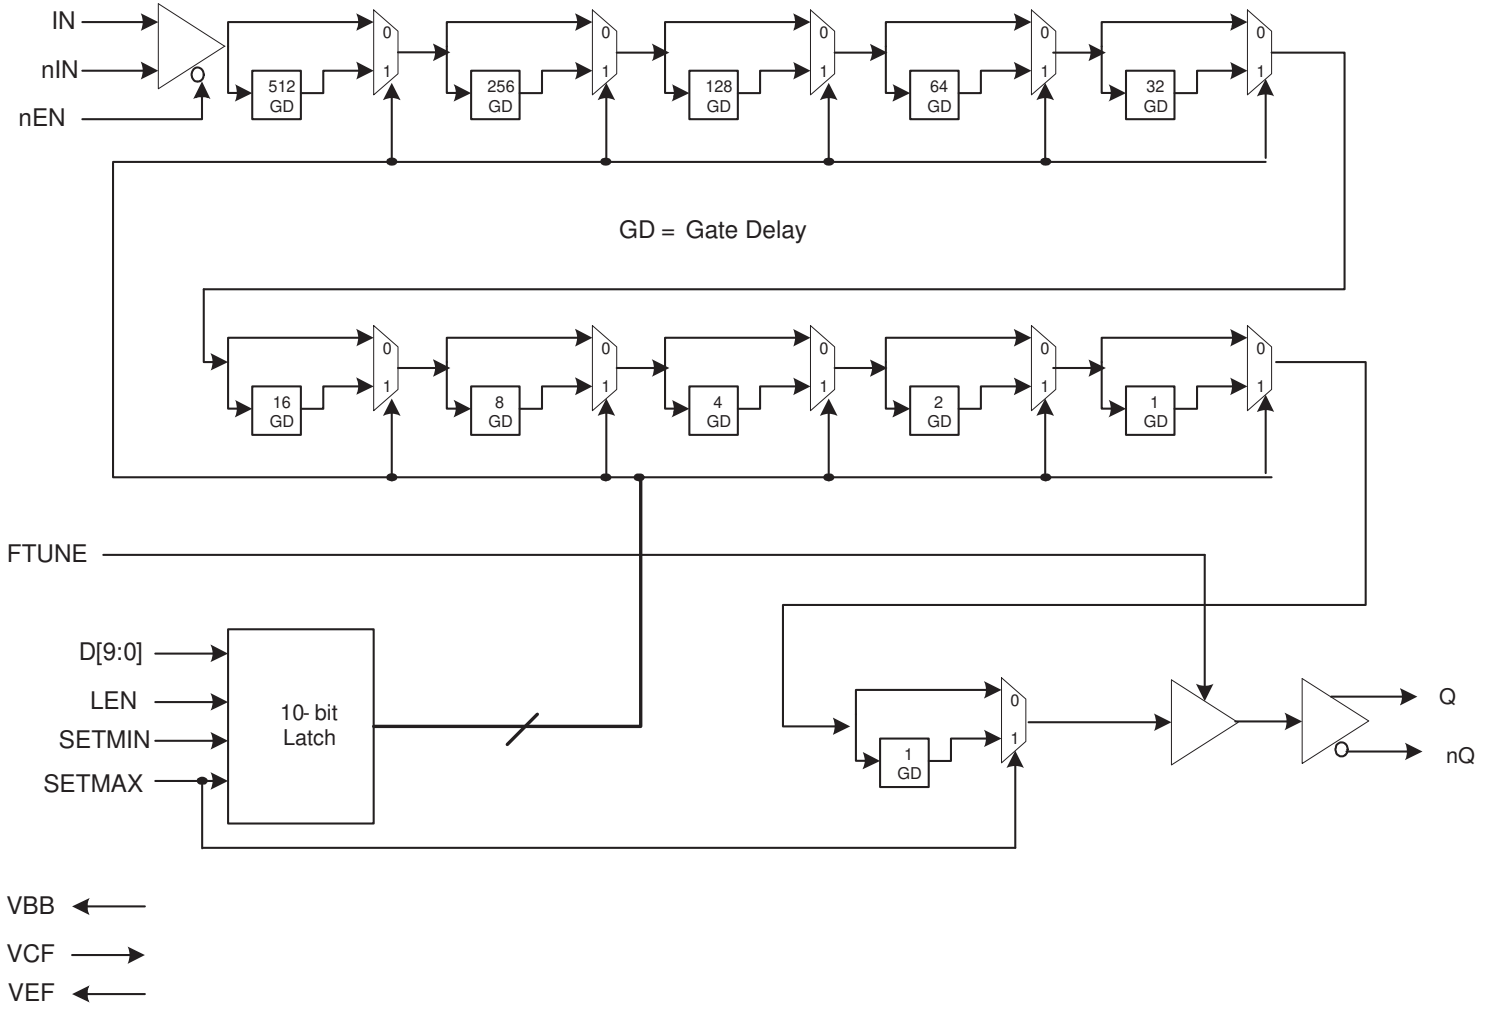 IN
nIN
nEN
0
1
512
GD
0
1
256
GD
0
1
128
GD
0
1
64
GD
0
1
32
GD
GD = Gate Delay
0
1
16
GD
0
1
8
GD
0
1
4
GD
0
1
2
GD
0
1
1
GD
FTUNE
D[9:0]
LEN
SETMIN
SETMAX
10- bit
Latch
0
1
1
GD
Q
nQ
VBB
VCF
VEF